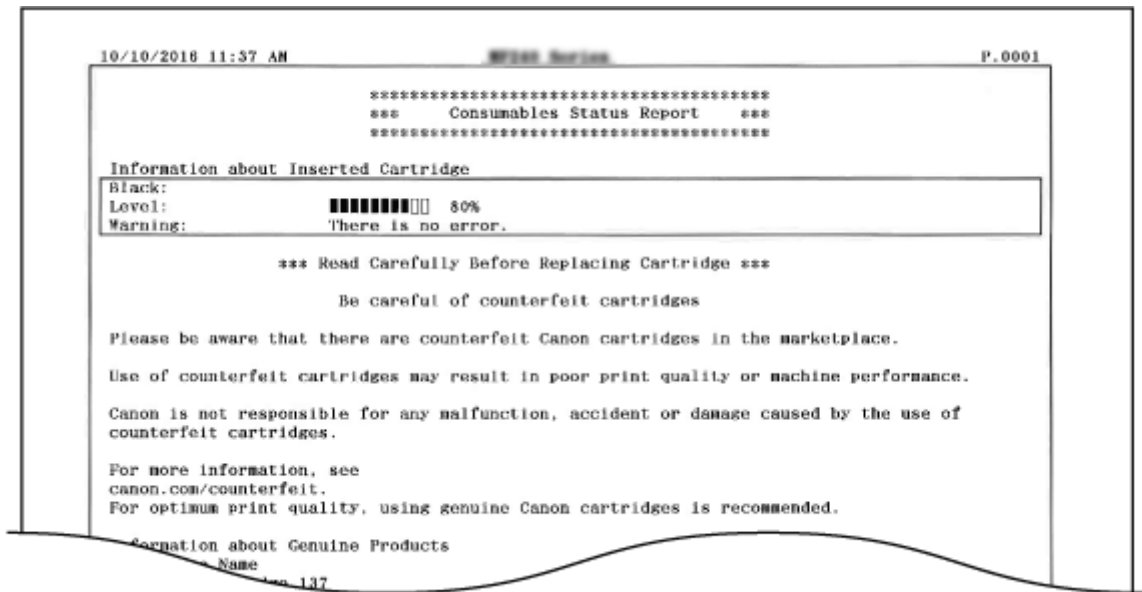 10/10/2016 11:37 AM P.0001
****************************************
*** Consumables Status Report ***
****************************************
Information about Inserted Cartridge
Black:
Level: 80%
Warning: There is no error.
*** Read Carefully Before Replacing Cartridge ***
Be careful of counterfeit cartridges
Please be aware that there are counterfeit Canon cartridges in the marketplace.
Use of counterfeit cartridges may result in poor print quality or machine performance.
Canon is not responsible for any malfunction, accident or damage caused by the use of
counterfeit cartridges.
For more information, see
canon.com/counterfeit.
For optimum print quality, using genuine Canon cartridges is recommended.
about Genuine Products
Name
137